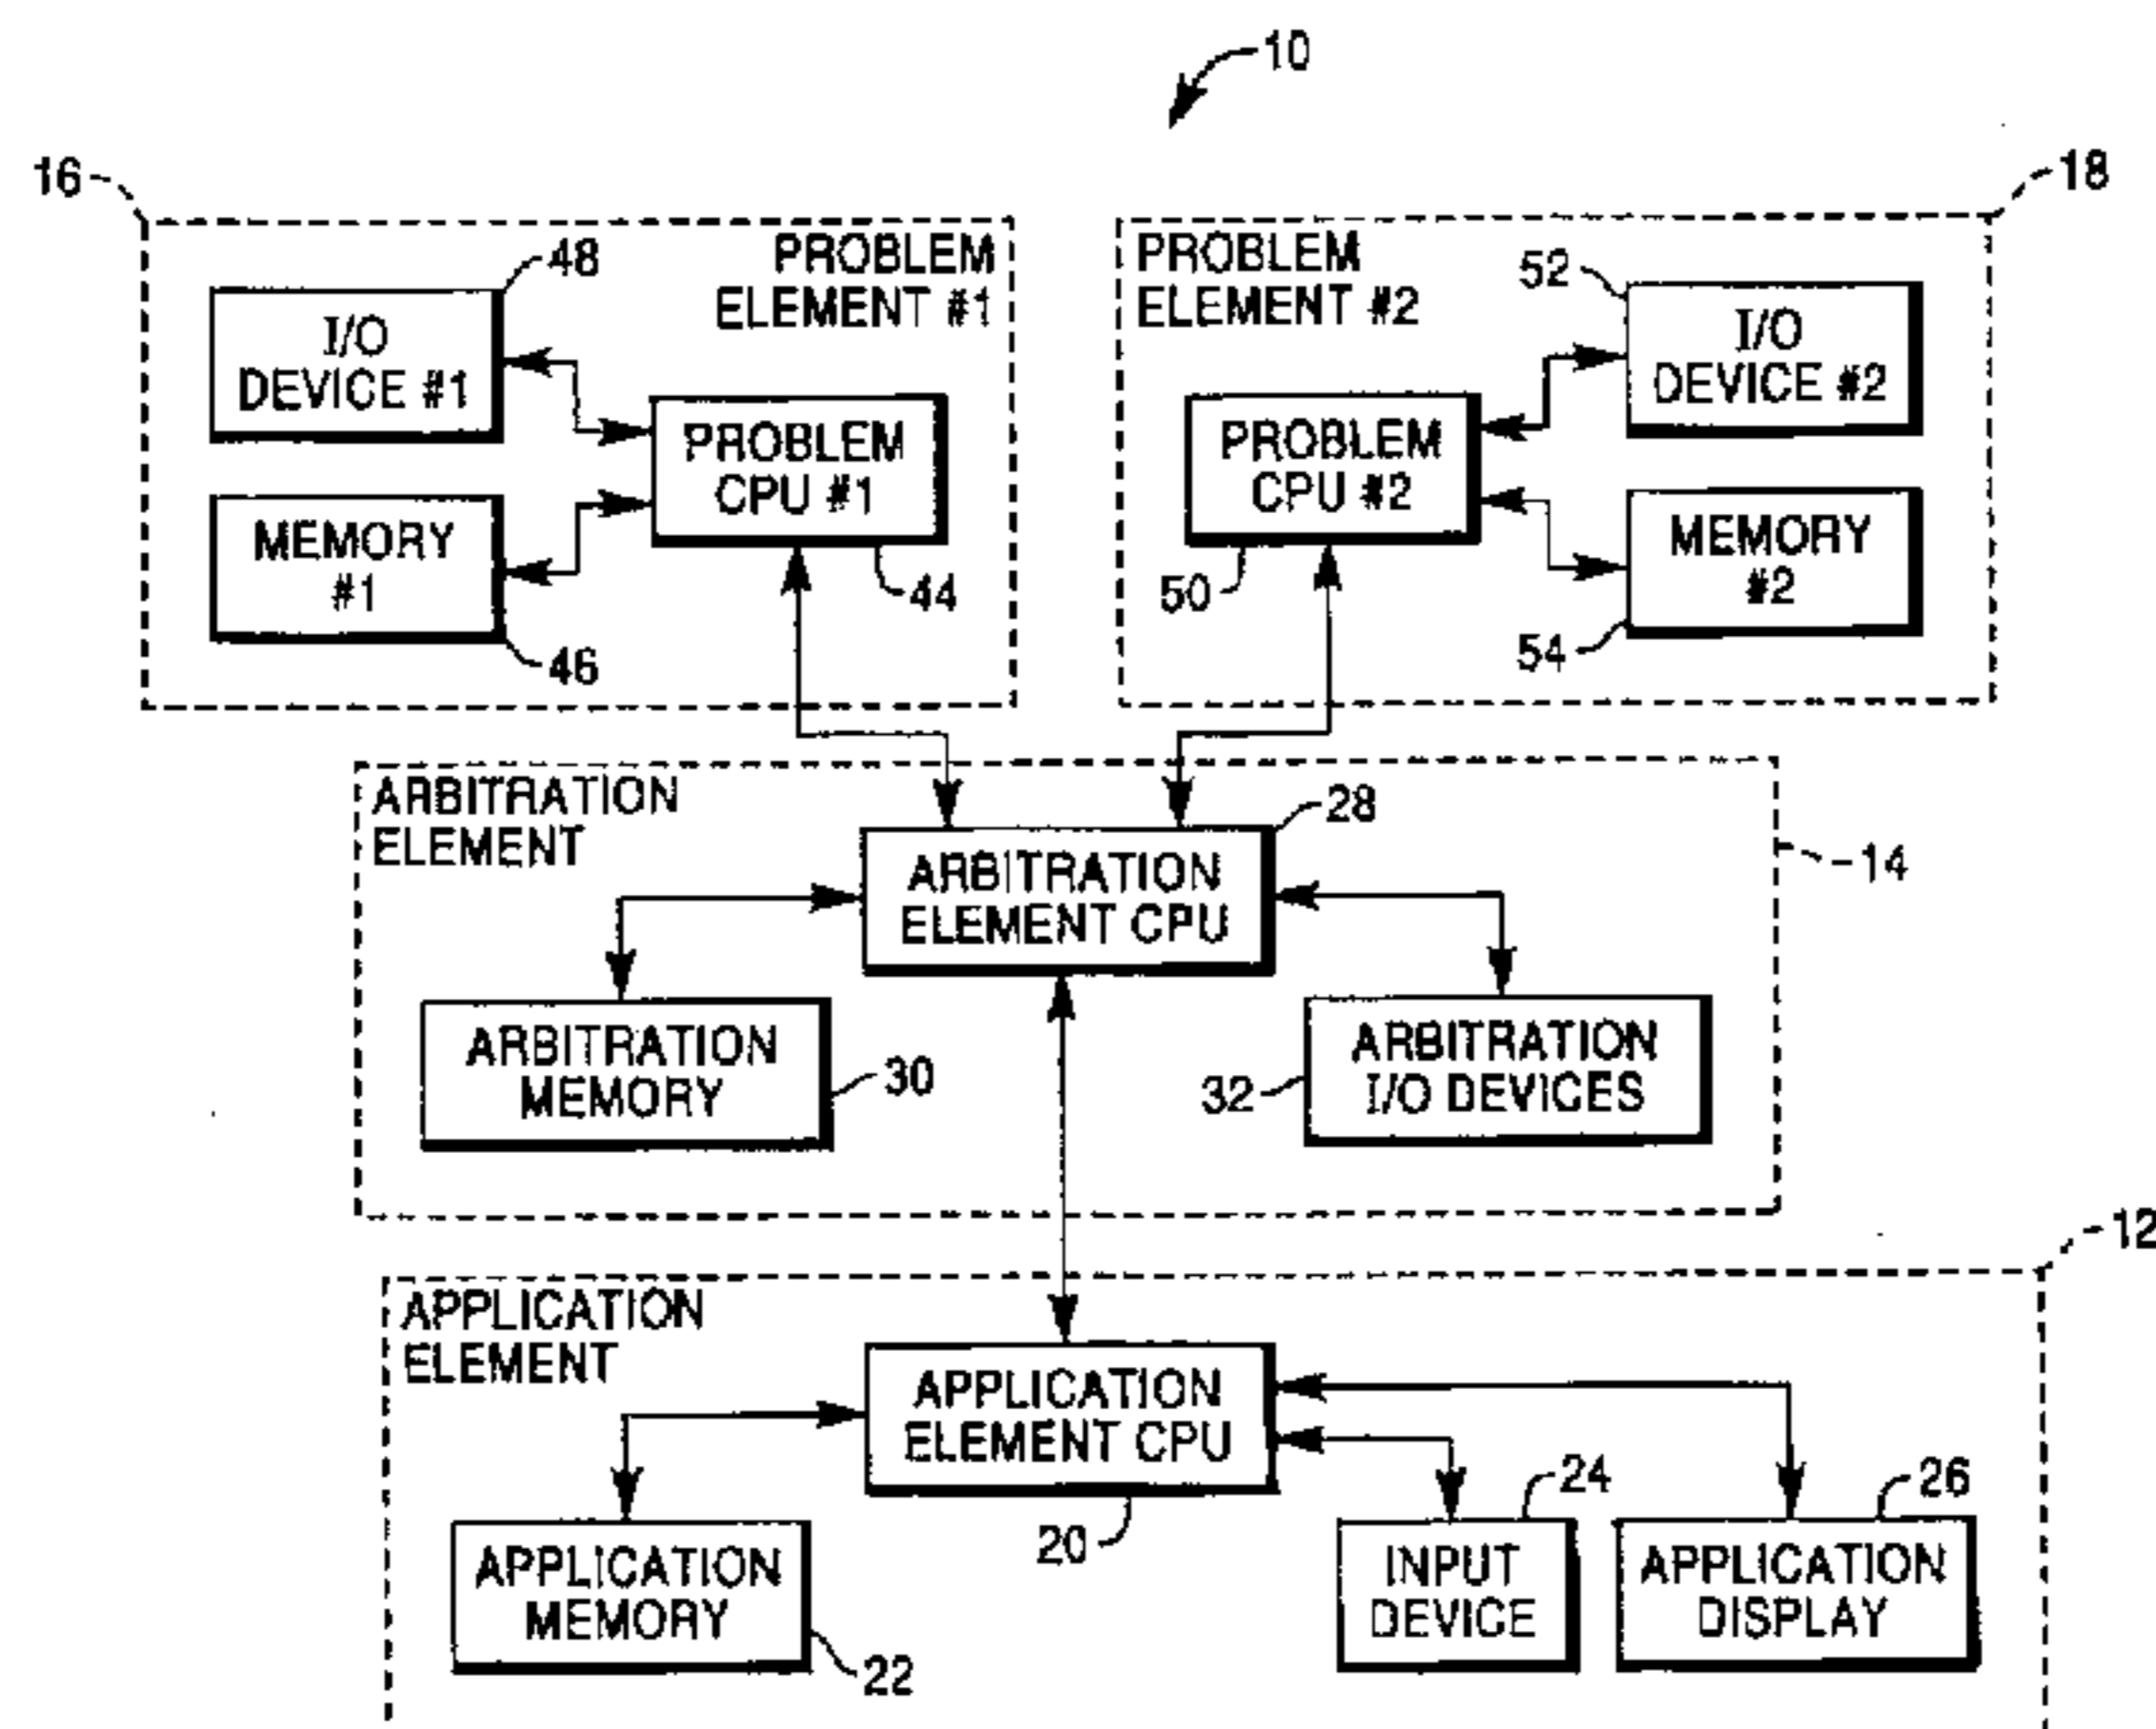 10
16
18
PROBLEM
ELEMENT #1
48
I/O
DEVICE #1
PROBLEM
CPU #1
MEMORY
#1
44
46
PROBLEM
ELEMENT #2
52
I/O
DEVICE #2
PROBLEM
CPU #2
MEMORY
#2
50
54
ARBITRATION
ELEMENT
28
14
ARBITRATION
ELEMENT CPU
ARBITRATION
MEMORY
30
32
ARBITRATION
I/O DEVICES
12
APPLICATION
ELEMENT
APPLICATION
ELEMENT CPU
20
24
26
APPLICATION
MEMORY
22
INPUT
DEVICE
APPLICATION
DISPLAY